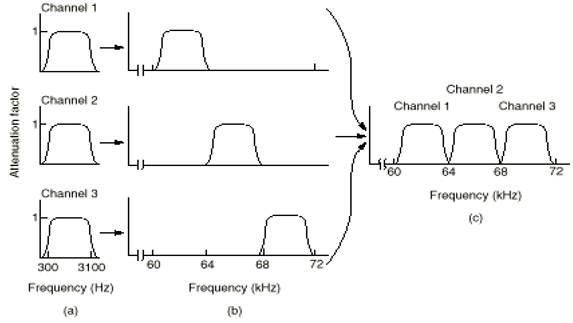 Channel 1
1
Channel 2
1
Channel 3
1
Attenuation factor
300 3100
Frequency (Hz)
(a)
60 64 68 72
Frequency (kHz)
(b)
Channel 2
Channel 1 Channel 3
60 64 68 72
Frequency (kHz)
(c)